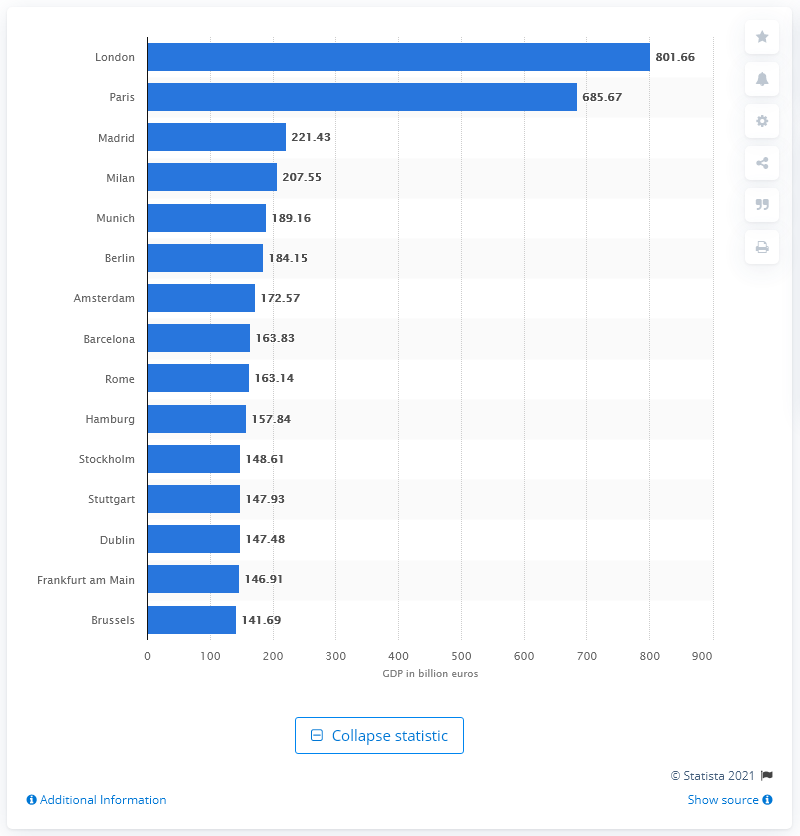 London 801.66
Paris 685.67
Madrid 221.43
Milan 207.55
Munich 189.16
Berlin 184.15
Amsterdam 172.57
Barcelona 163.83
Rome 163.14
Hamburg 157.84
Stockholm 148.61
Stuttgart 147.93
Dublin 147.48
Frankfurt am Main 146.91
Brussels 141.69
0 100 200 300 400 500 600 700 800 900
GDP in billion euros
Collapse statistic
© Statista 2021
Additional Information Show source